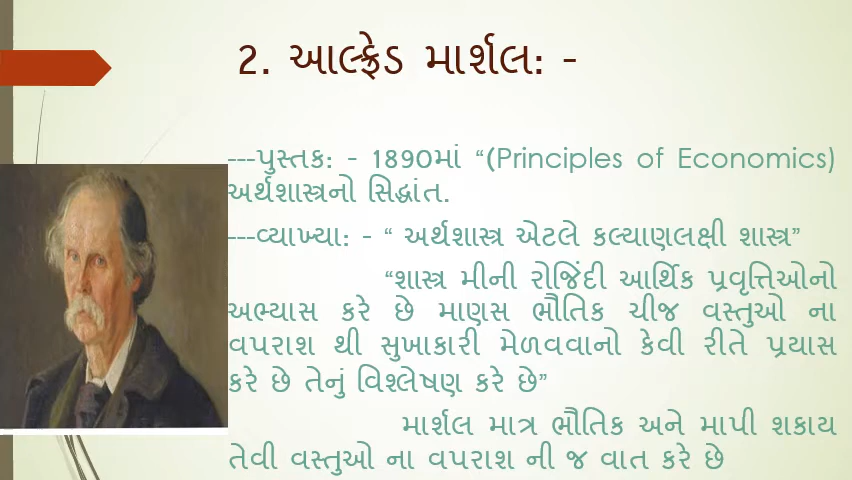 2. આલ્ફ્રેડ માર્શલ: -
---પુસ્તક: - 1890માં “(Principles of Economics)
અર્થશાસ્ત્રનો સિદ્ધાંત.
---વ્યાખ્યા: - “ અર્થશાસ્ત્ર એટલે કલ્યાણલક્ષી શાસ્ત્ર”
“શાસ્ત્ર મીની રોજિંદી આર્થિક પ્રવૃત્તિઓનો
અભ્યાસ કરે છે માણસ ભૌતિક ચીજ વસ્તુઓ ના
વપરાશ થી સુખાકારી મેળવવાનો કેવી રીતે પ્રયાસ
કરે છે તેનું વિશ્લેષણ કરે છે”
માર્શલ માત્ર ભૌતિક અને માપી શકાય
તેવી વસ્તુઓ ના વપરાશ ની જ વાત કરે છે